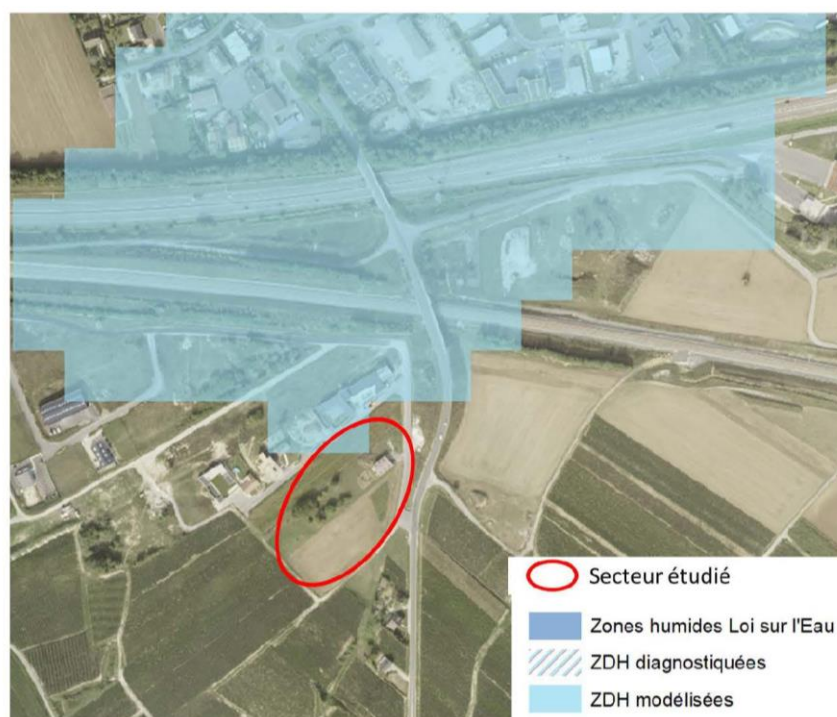 Secteur étudié
Zones humides Loi sur l'Eau
ZDH diagnostiquées
ZDH modélisées